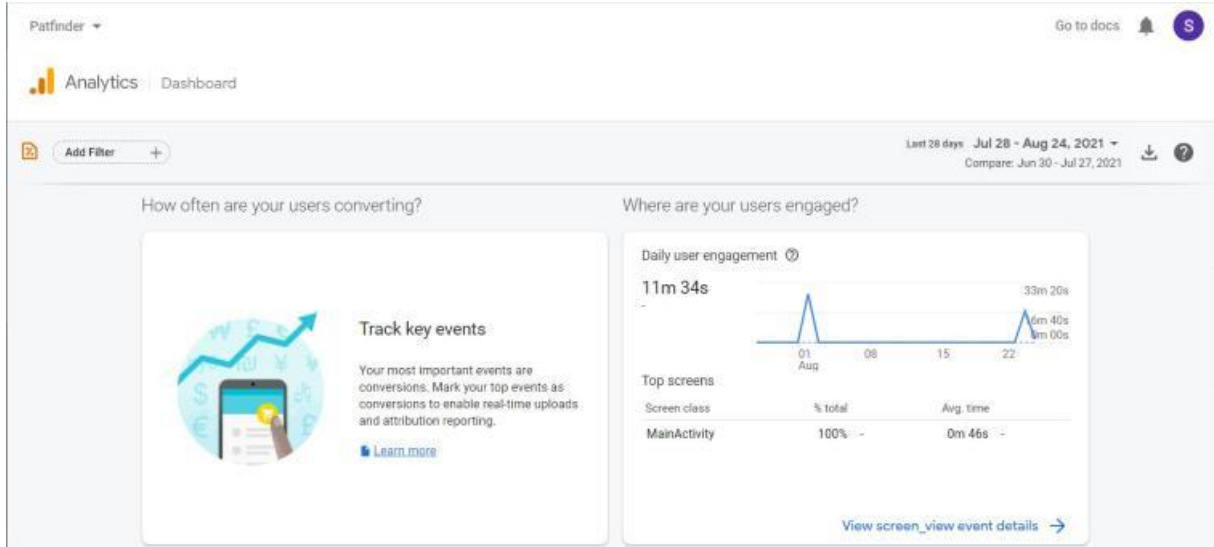 Patfinder
Go to docs
S
Analytics Dashboard
Add Filter +
Last 28 days Jul 28 - Aug 24, 2021
Compare: Jun 30 - Jul 27, 2021
How often are your users converting?
Track key events
Your most important events are
conversions. Mark your top events as
conversions to enable real-time uploads
and attribution reporting.
Learn more
Where are your users engaged?
Daily user engagement
11m 34s
-
33m 20s
6m 40s
0m 00s
01 08 15 22
Aug
Top screens
Screen class % total Avg. time
MainActivity 100% - 0m 46s -
View screen_view event details